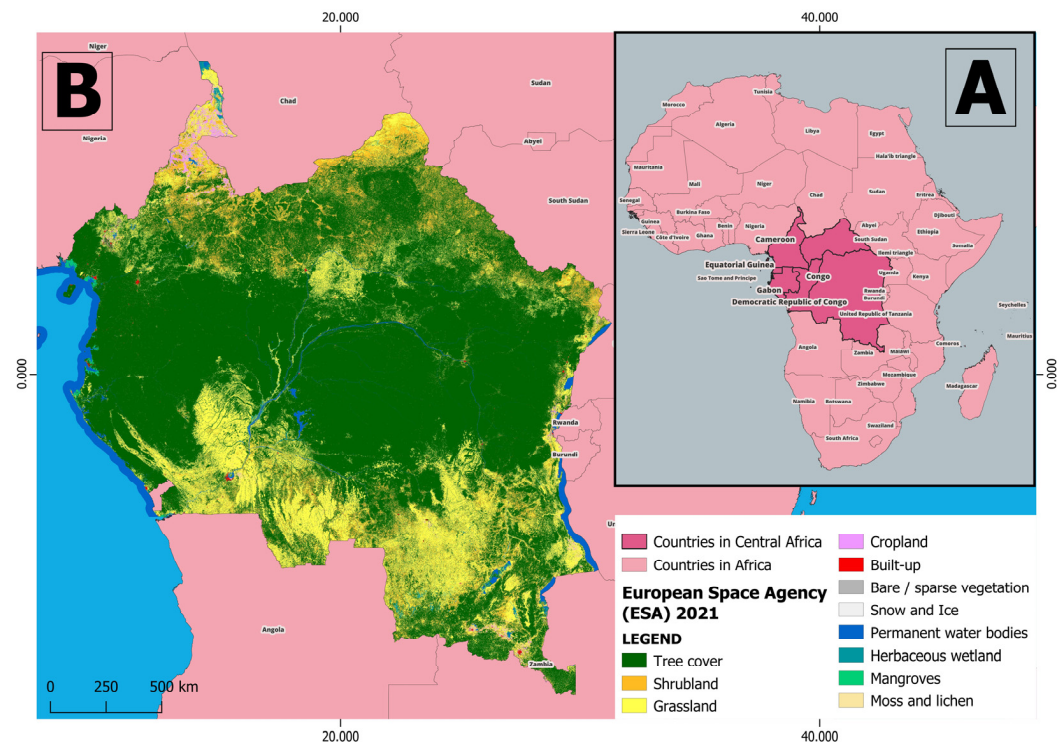 20.000
40.000
B
Niger
Chad
Sudan
Nigeria
Abyei
South Sudan
Rwanda
Burundi
Angola
Zambia
0.000
0 250 500 km
A
Morocco
Tunisia
Algeria
Libya
Egypt
Hala'ib triangle
Mauritania
Mali
Niger
Chad
Sudan
Eritrea
Senegal
Burkina Faso
Djibouti
Guinea
Benin
Nigeria
Abyei
Ethiopia
Sierra Leone
Côte d'Ivoire
Ghana
Cameroon
South Sudan
Somalia
Ilemi triangle
Equatorial Guinea
Sao Tome and Principe
Congo
Uganda
Kenya
Gabon
Rwanda
Burundi
Democratic Republic of Congo
Seychelles
United Republic of Tanzania
Mauritius
Angola
Zambia
Malawi
Comoros
Mozambique
Zimbabwe
Madagascar
Namibia
Botswana
Swaziland
South Africa
0.000
Countries in Central Africa
Countries in Africa
European Space Agency
(ESA) 2021
LEGEND
Tree cover
Shrubland
Grassland
Cropland
Built-up
Bare / sparse vegetation
Snow and Ice
Permanent water bodies
Herbaceous wetland
Mangroves
Moss and lichen
20.000
40.000